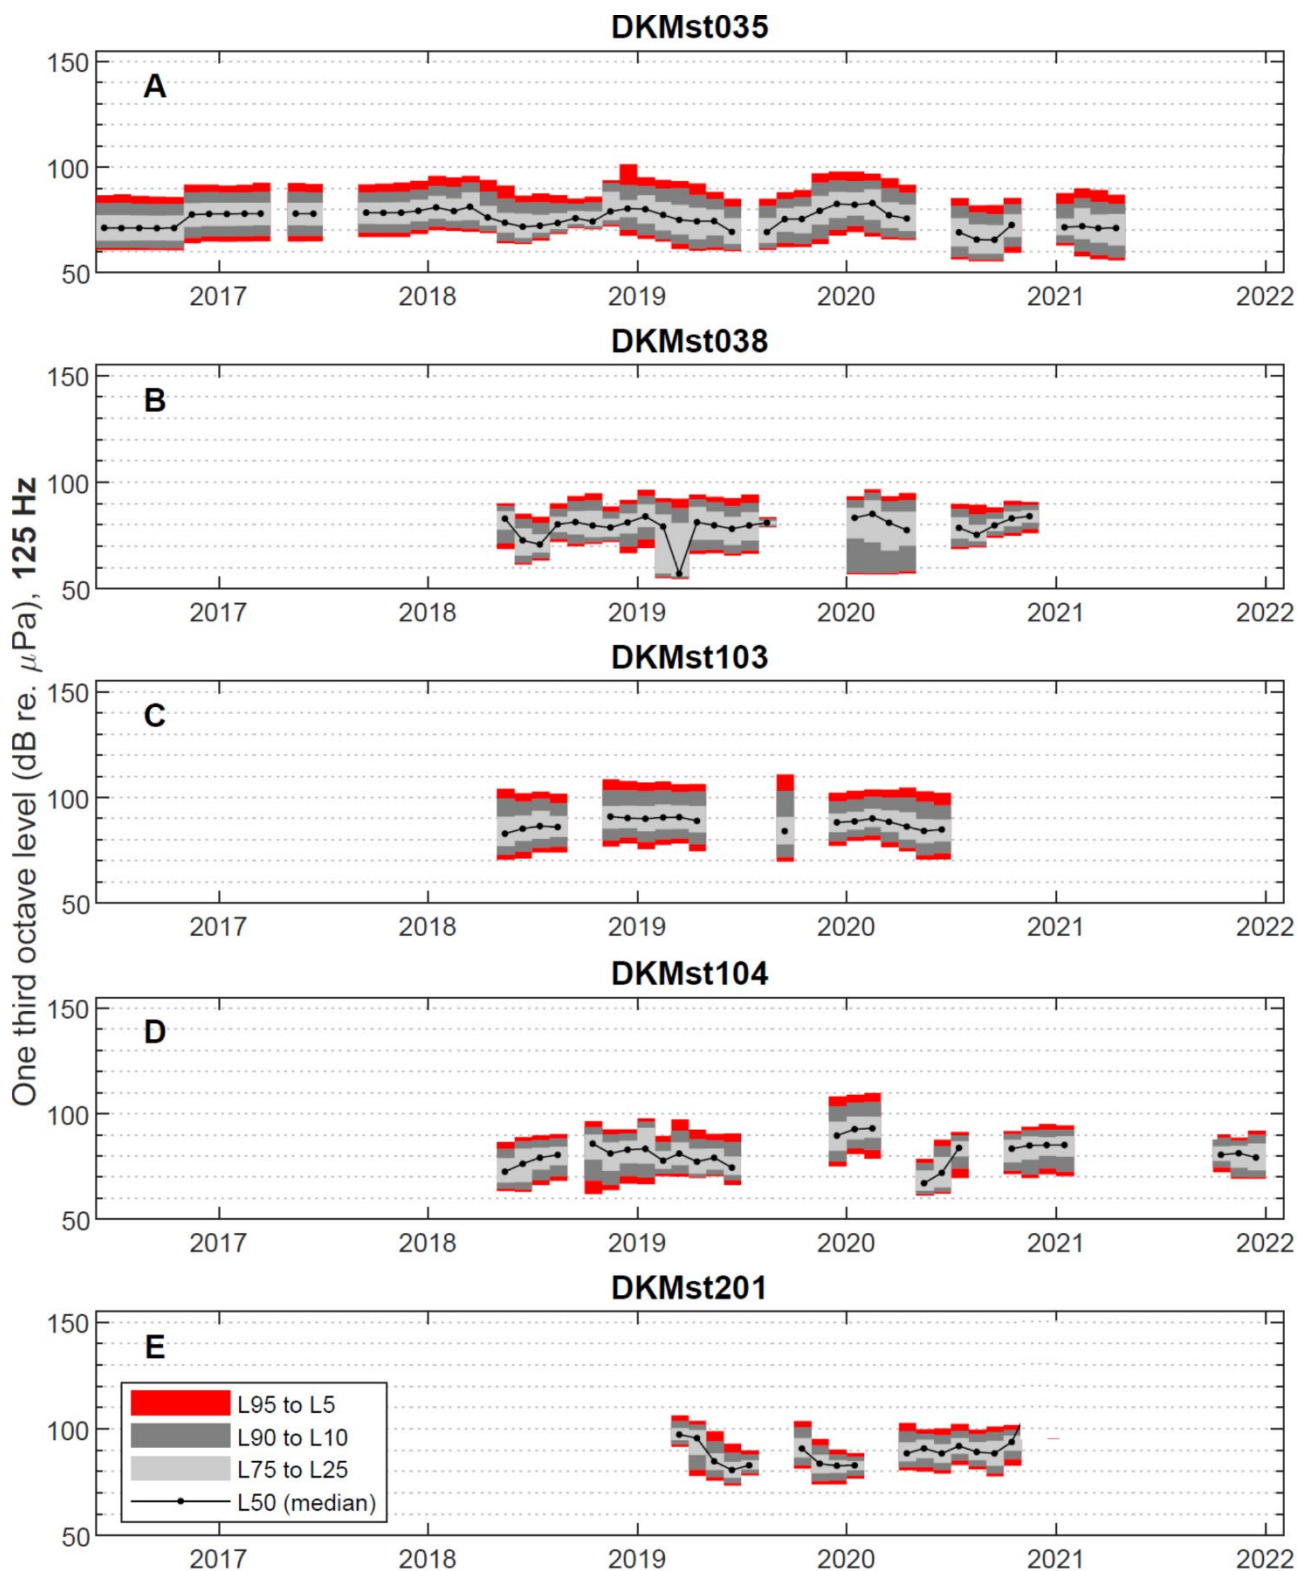 One third octave level (dB re. μPa), 125 Hz
DKMst035
A
150
100
50
2017 2018 2019 2020 2021 2022
DKMst038
B
150
100
50
2017 2018 2019 2020 2021 2022
DKMst103
C
150
100
50
2017 2018 2019 2020 2021 2022
DKMst104
D
150
100
50
2017 2018 2019 2020 2021 2022
DKMst201
E
150
100
50
L95 to L5
L90 to L10
L75 to L25
L50 (median)
2017 2018 2019 2020 2021 2022